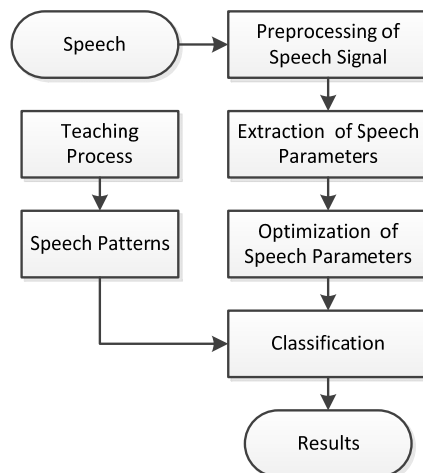 Speech
Preprocessing of
Speech Signal
Teaching
Process
Extraction of Speech
Parameters
Speech Patterns
Optimization of
Speech Parameters
Classification
Results